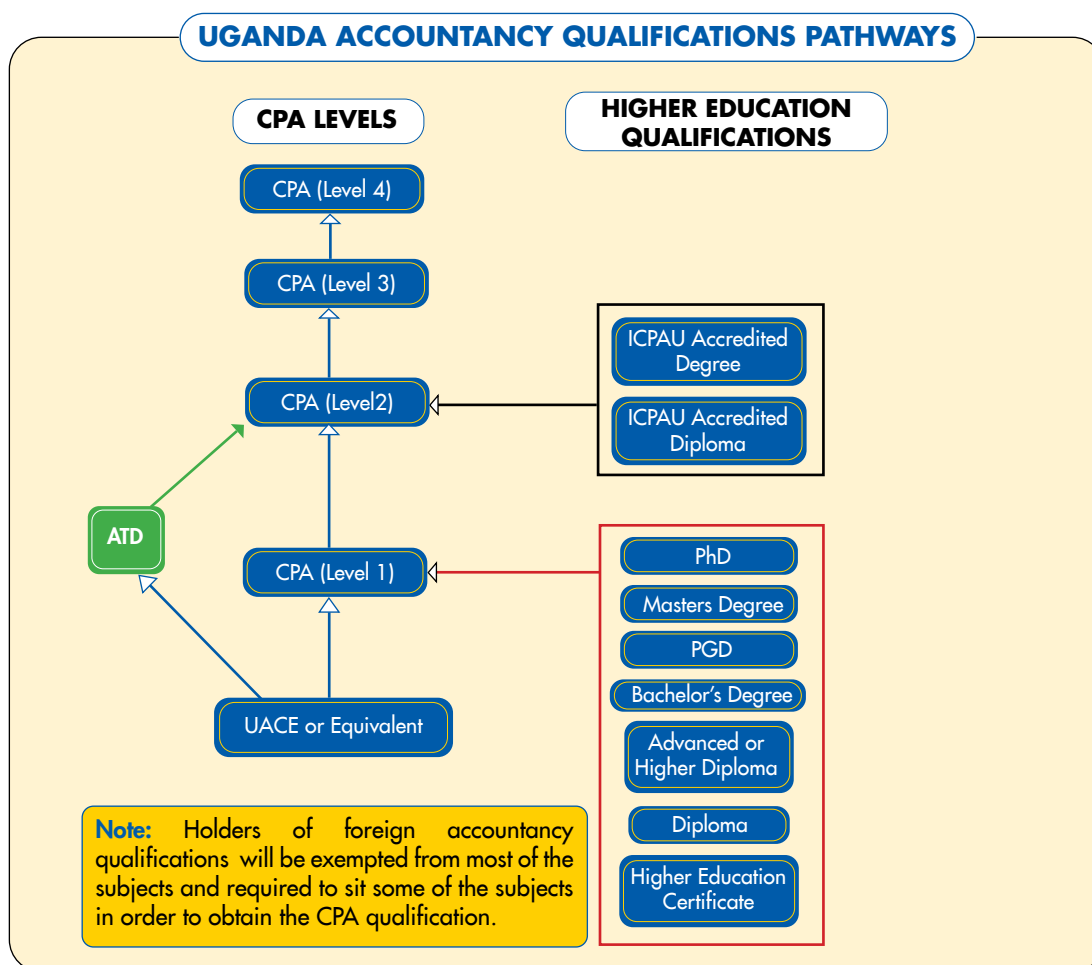 UGANDA ACCOUNTANCY QUALIFICATIONS PATHWAYS
CPA LEVELS
HIGHER EDUCATION
QUALIFICATIONS
CPA (Level 4)
CPA (Level 3)
ICPAU Accredited
Degree
CPA (Level2)
ICPAU Accredited
Diploma
ATD
CPA (Level 1)
PhD
Masters Degree
PGD
Bachelor's Degree
UACE or Equivalent
Advanced or
Higher Diploma
Diploma
Higher Education
Certificate
Note: Holders of foreign accountancy
qualifications will be exempted from most of the
subjects and required to sit some of the subjects
in order to obtain the CPA qualification.